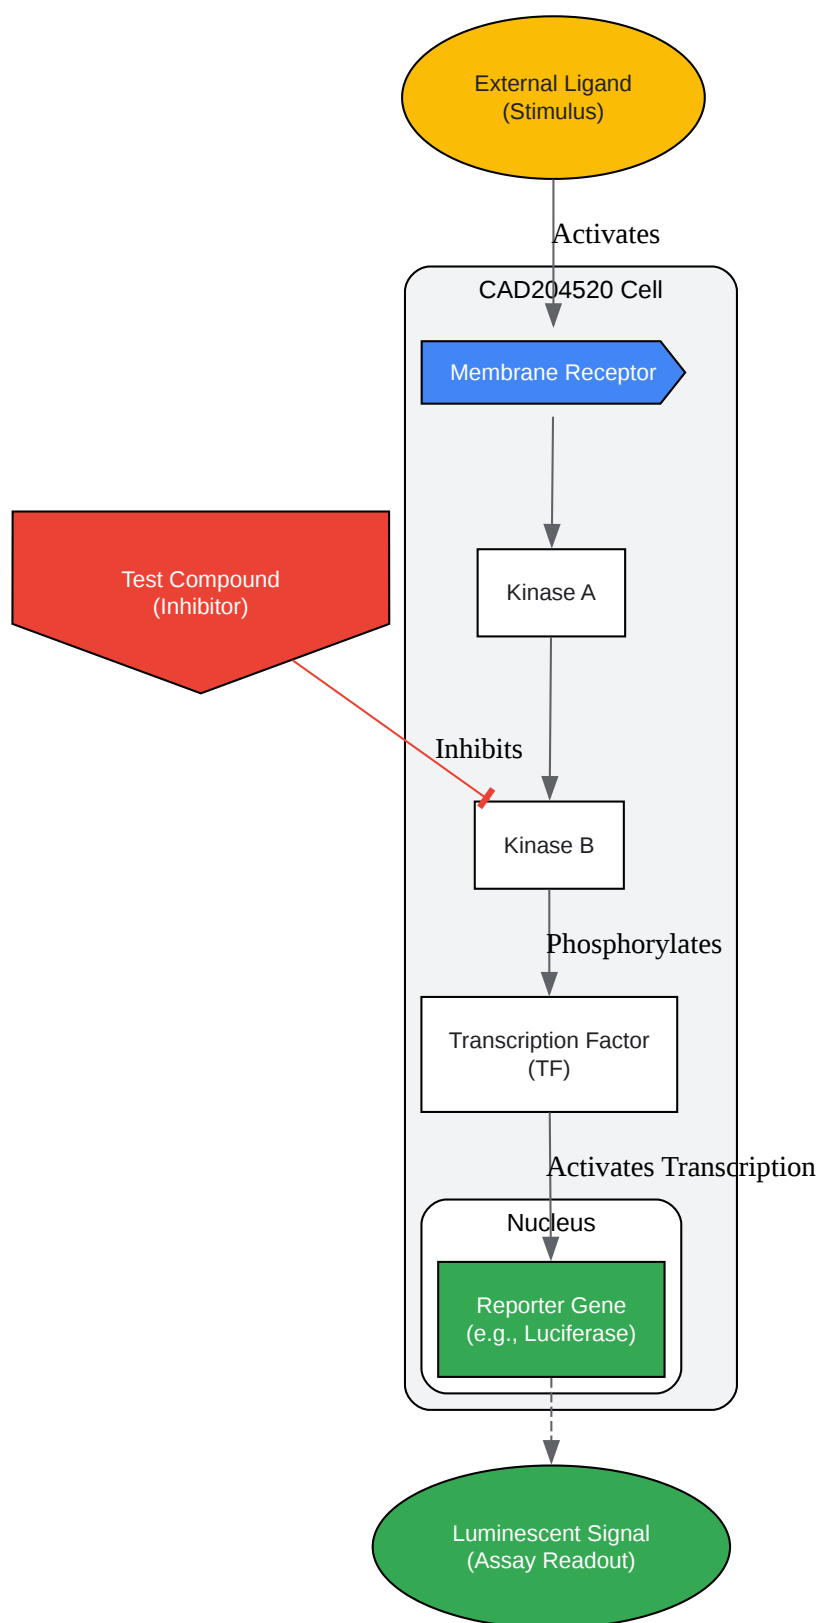 External Ligand
(Stimulus)
Activates
CAD204520 Cell
Membrane Receptor
Test Compound
(Inhibitor)
Kinase A
Inhibits
Kinase B
Phosphorylates
Transcription Factor
(TF)
Activates Transcription
Nucleus
Reporter Gene
(e.g., Luciferase)
Luminescent Signal
(Assay Readout)